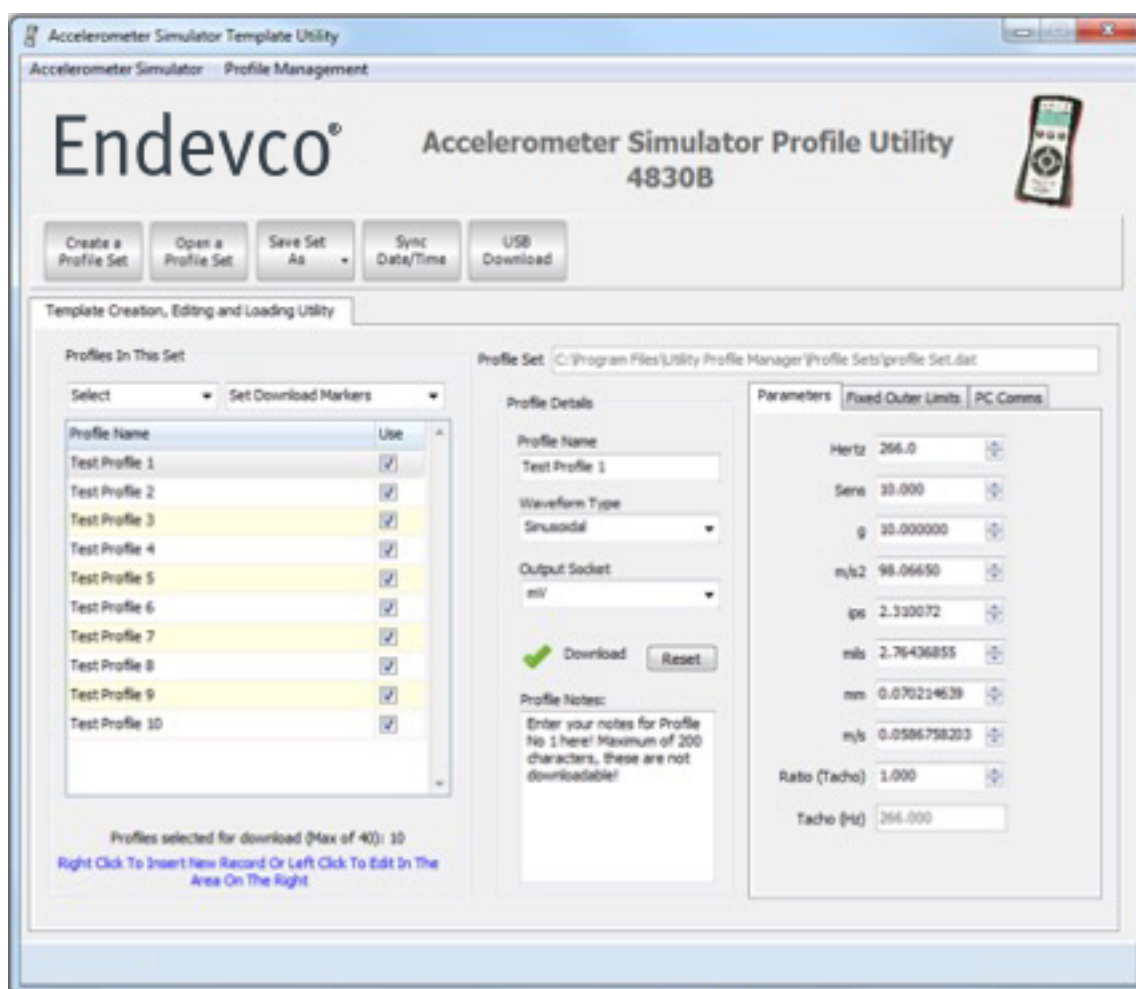 Accelerometer Simulator Template Utility
Accelerometer Simulator Profile Management
Endevco®
Accelerometer Simulator Profile Utility
4830B
Create a
Profile Set
Open a
Profile Set
Save Set
As
Sync
Date/Time
USB
Download
Template Creation, Editing and Loading Utility
Profiles In This Set
Profile Set C:\Program Files\Utility Profile Manager\Profile Sets\profile Set.dat
Select
Set Download Markers
Profile Name Use
Test Profile 1
Test Profile 2
Test Profile 3
Test Profile 4
Test Profile 5
Test Profile 6
Test Profile 7
Test Profile 8
Test Profile 9
Test Profile 10
Profiles selected for download (Max of 40): 10
Right Click To Insert New Record Or Left Click To Edit In The
Area On The Right
Profile Details
Profile Name
Test Profile 1
Waveform Type
Sinusoidal
Output Socket
mV
Download
Reset
Profile Notes:
Enter your notes for Profile
No 1 here! Maximum of 200
characters, these are not
downloadable!
Parameters Fixed Outer Limits PC Comms
Hertz 266.0
Sens 10.000
g 10.000000
m/s2 98.06650
ips 2.310072
mils 2.76436855
mm 0.070214639
m/s 0.0586758203
Ratio (Tacho) 1.000
Tacho (Hz) 266.000